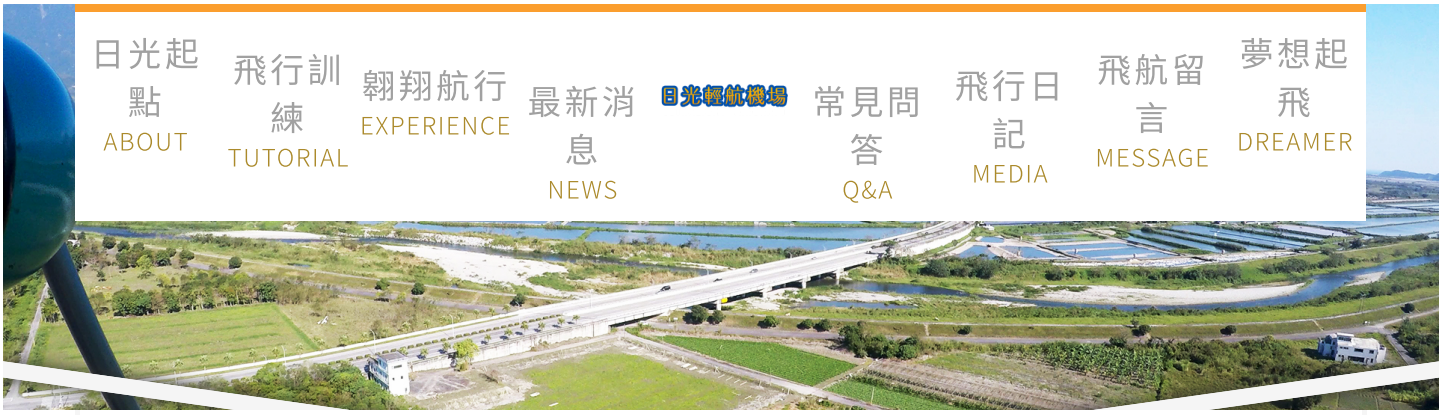 日光起
點
ABOUT
飛行訓
練
TUTORIAL
翱翔航行
EXPERIENCE
最新消
息
NEWS
日光輕航機場
常見問
答
Q&A
飛行日
記
MEDIA
飛航留
言
MESSAGE
夢想起
飛
DREAMER